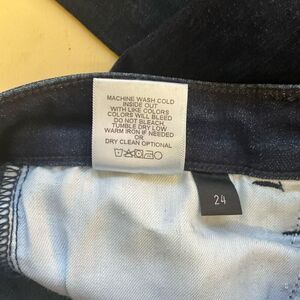 MACHINE WASH COLD
INSIDE OUT
WITH LIKE COLORS
COLORS WILL BLEED
DO NOT BLEACH.
TUMBLE DRY LOW
WARM IRON IF NEEDED
OR
DRY CLEAN OPTIONAL
24